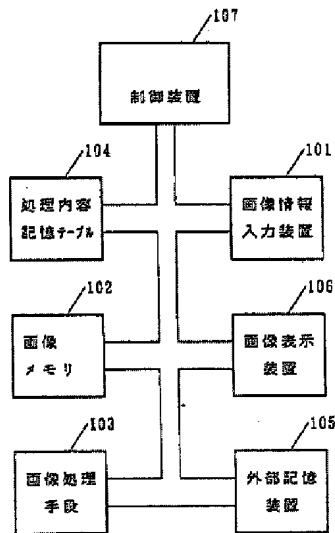 107
制御装置
104
処理内容
記憶テーブル
101
画像情報
入力装置
102
画像
メモリ
106
画像表示
装置
103
画像処理
手段
105
外部記憶
装置